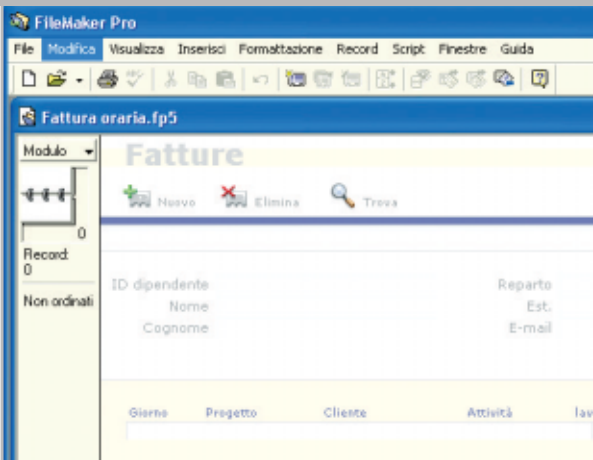 FileMaker Pro
File Modifica Visualizza Inserisci Formattazione Record Script Finestre Guida
Fattura oraria.fp5
Modulo
Fatture
Nuovo Elimina Trova
0
Record:
0
Non ordinati
ID dipendente Reparto
Nome Est.
Cognome E-mail
Giorno Progetto Cliente Attività lav